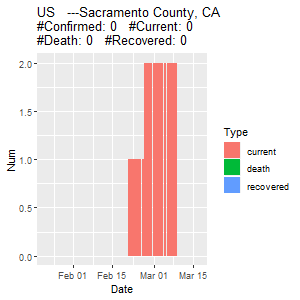 US   ---Sacramento County, CA
#Confirmed: 0   #Current: 0
#Death: 0   #Recovered: 0
2.0
1.5
1.0
0.5
0.0
Num
Feb 01
Feb 15
Mar 01
Mar 15
Date
Type
current
death
recovered